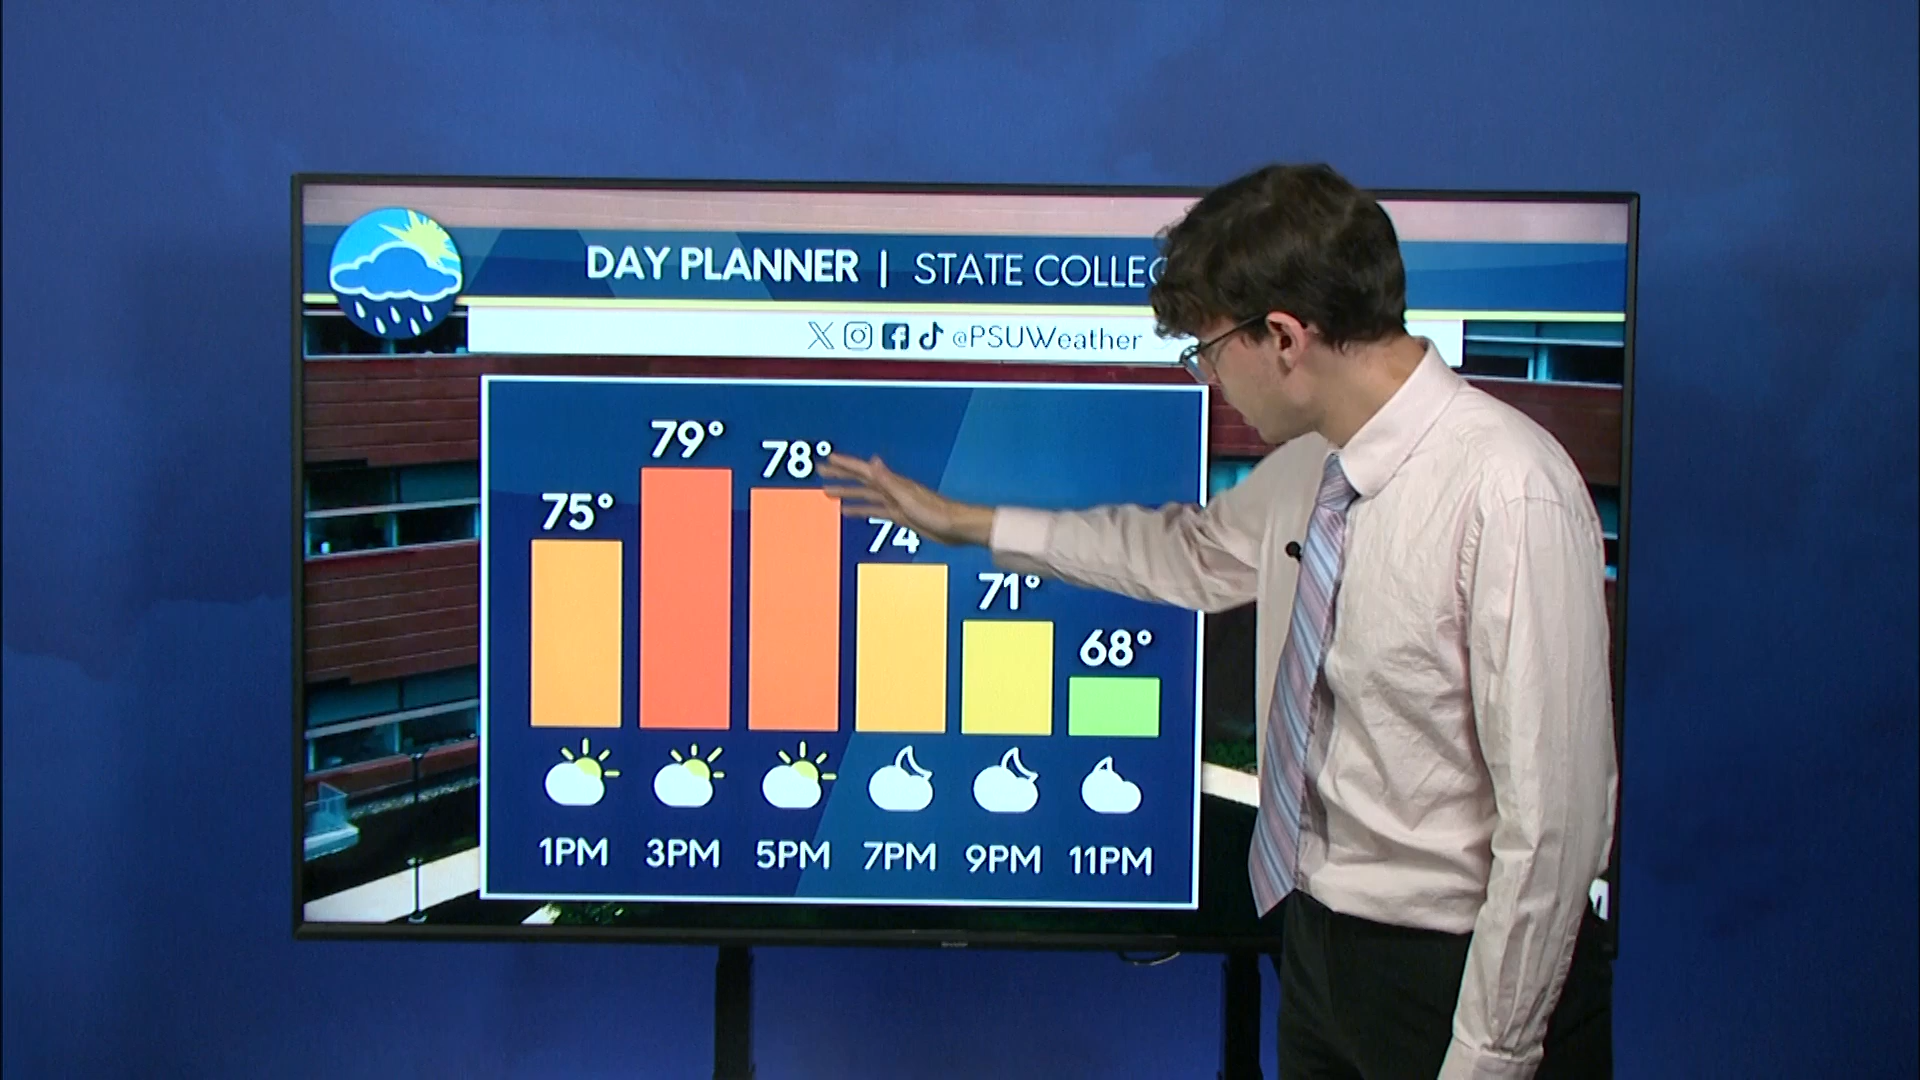 DAY PLANNER | STATE COLLEG
@PSUWeather
75° 79° 78° 74 71° 68°
1PM 3PM 5PM 7PM 9PM 11PM